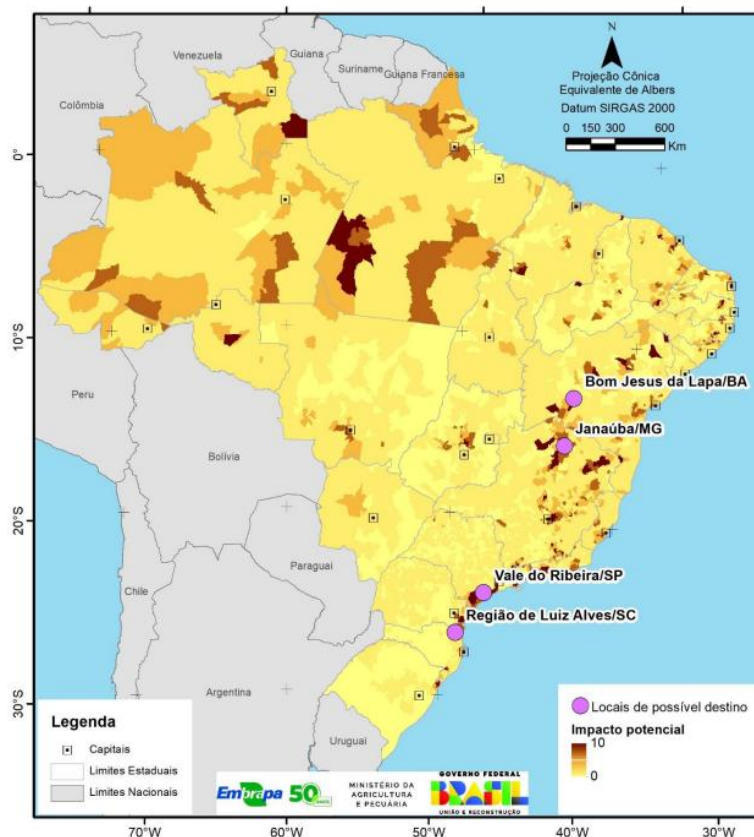 Projeção Cônica
Equivalente de Albers
Datum SIRGAS 2000
0 150 300 600
Km
Venezuela
Guiana
Suriname
Guiana Francesa
Colômbia
0°
10°S
20°S
30°S
Peru
Bolívia
Paraguai
Chile
Argentina
Uruguai
Bom Jesus da Lapa/BA
Janaúba/MG
Vale do Ribeira/SP
Região de Luiz Alves/SC
Legenda
Capitais
Limites Estaduais
Limites Nacionais
Locais de possível destino
Impacto potencial
10
0
Embrapa
50 anos
MINISTÉRIO DA
AGRICULTURA
E PECUÁRIA
GOVERNO FEDERAL
BRASIL
UNIÃO E RECONSTRUÇÃO
70°W 60°W 50°W 40°W 30°W